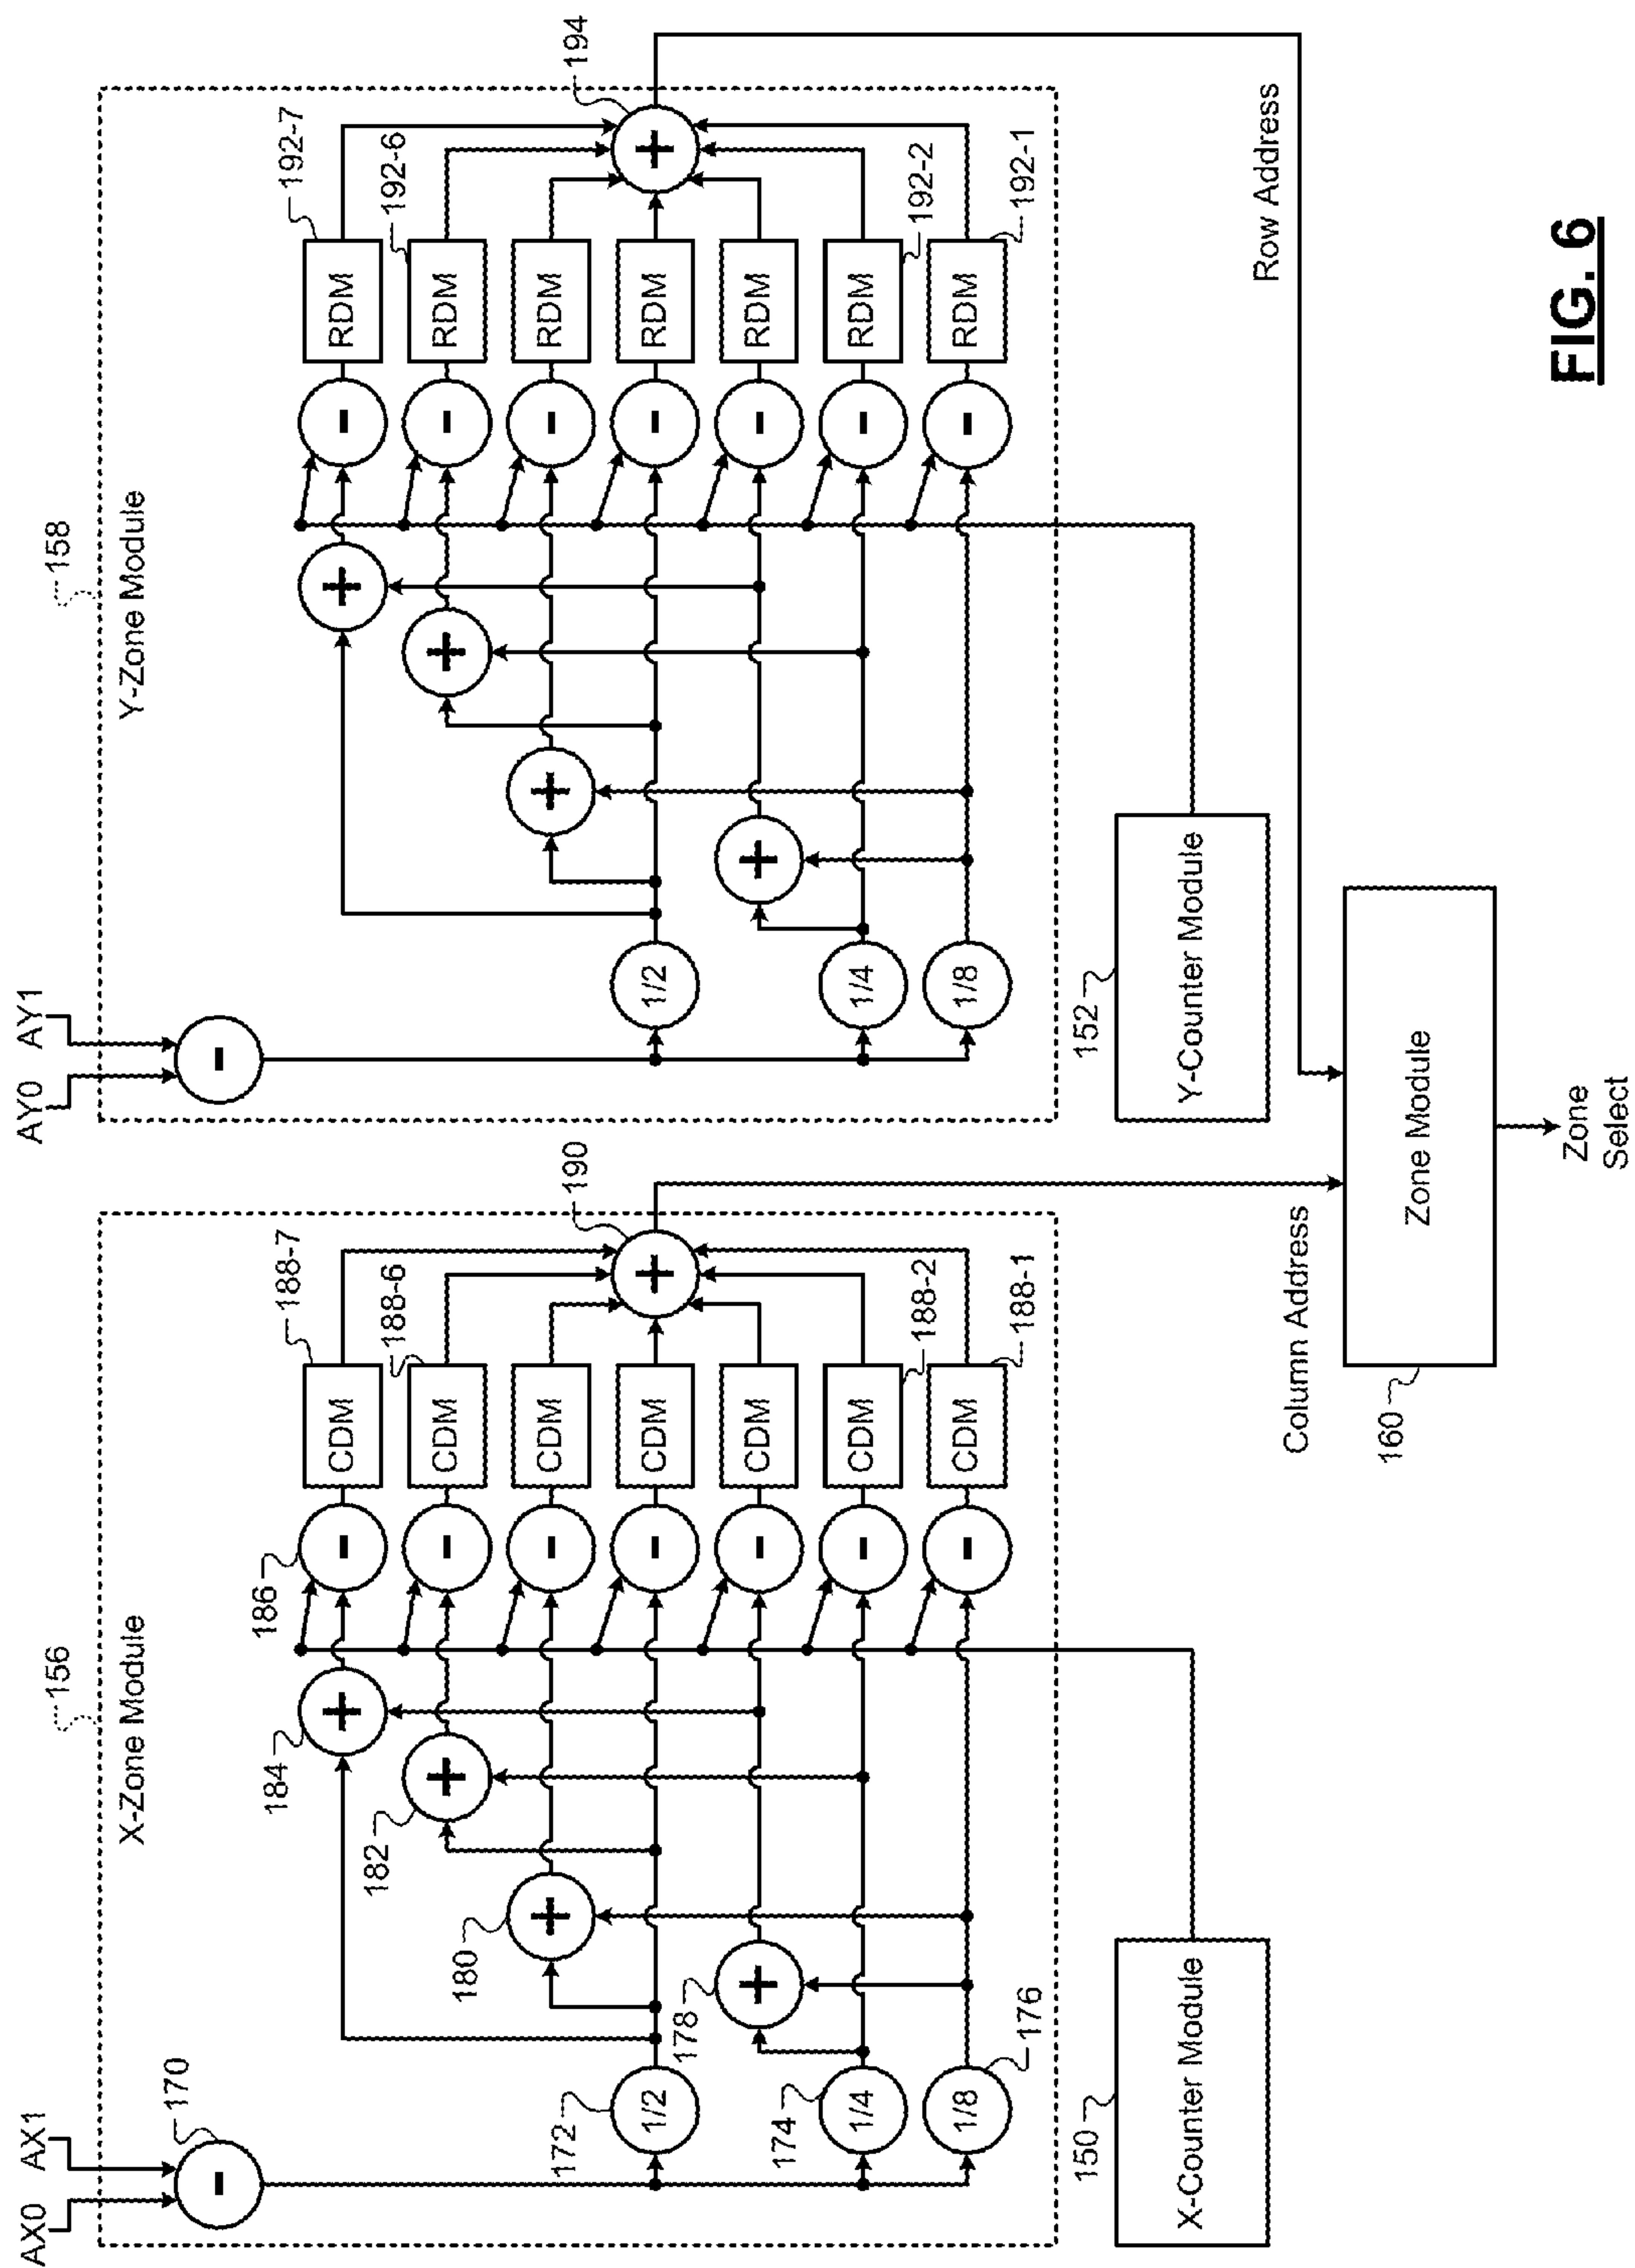 AX0
AX1
170
156
X-Zone Module
172
1/2
174
1/4
176
1/8
178
+
180
+
182
+
184
+
186
-
-
-
-
-
-
-
-
CDM
CDM
CDM
CDM
CDM
CDM
CDM
188-7
188-6
188-2
188-1
190
+
150
X-Counter Module
Column Address
AY0
AY1
158
Y-Zone Module
-
1/2
1/4
1/8
+
+
+
+
-
-
-
-
-
-
-
RDM
RDM
RDM
RDM
RDM
RDM
RDM
192-7
192-6
192-2
192-1
194
+
152
Y-Counter Module
Row Address
160
Zone Module
Zone
Select
FIG. 6